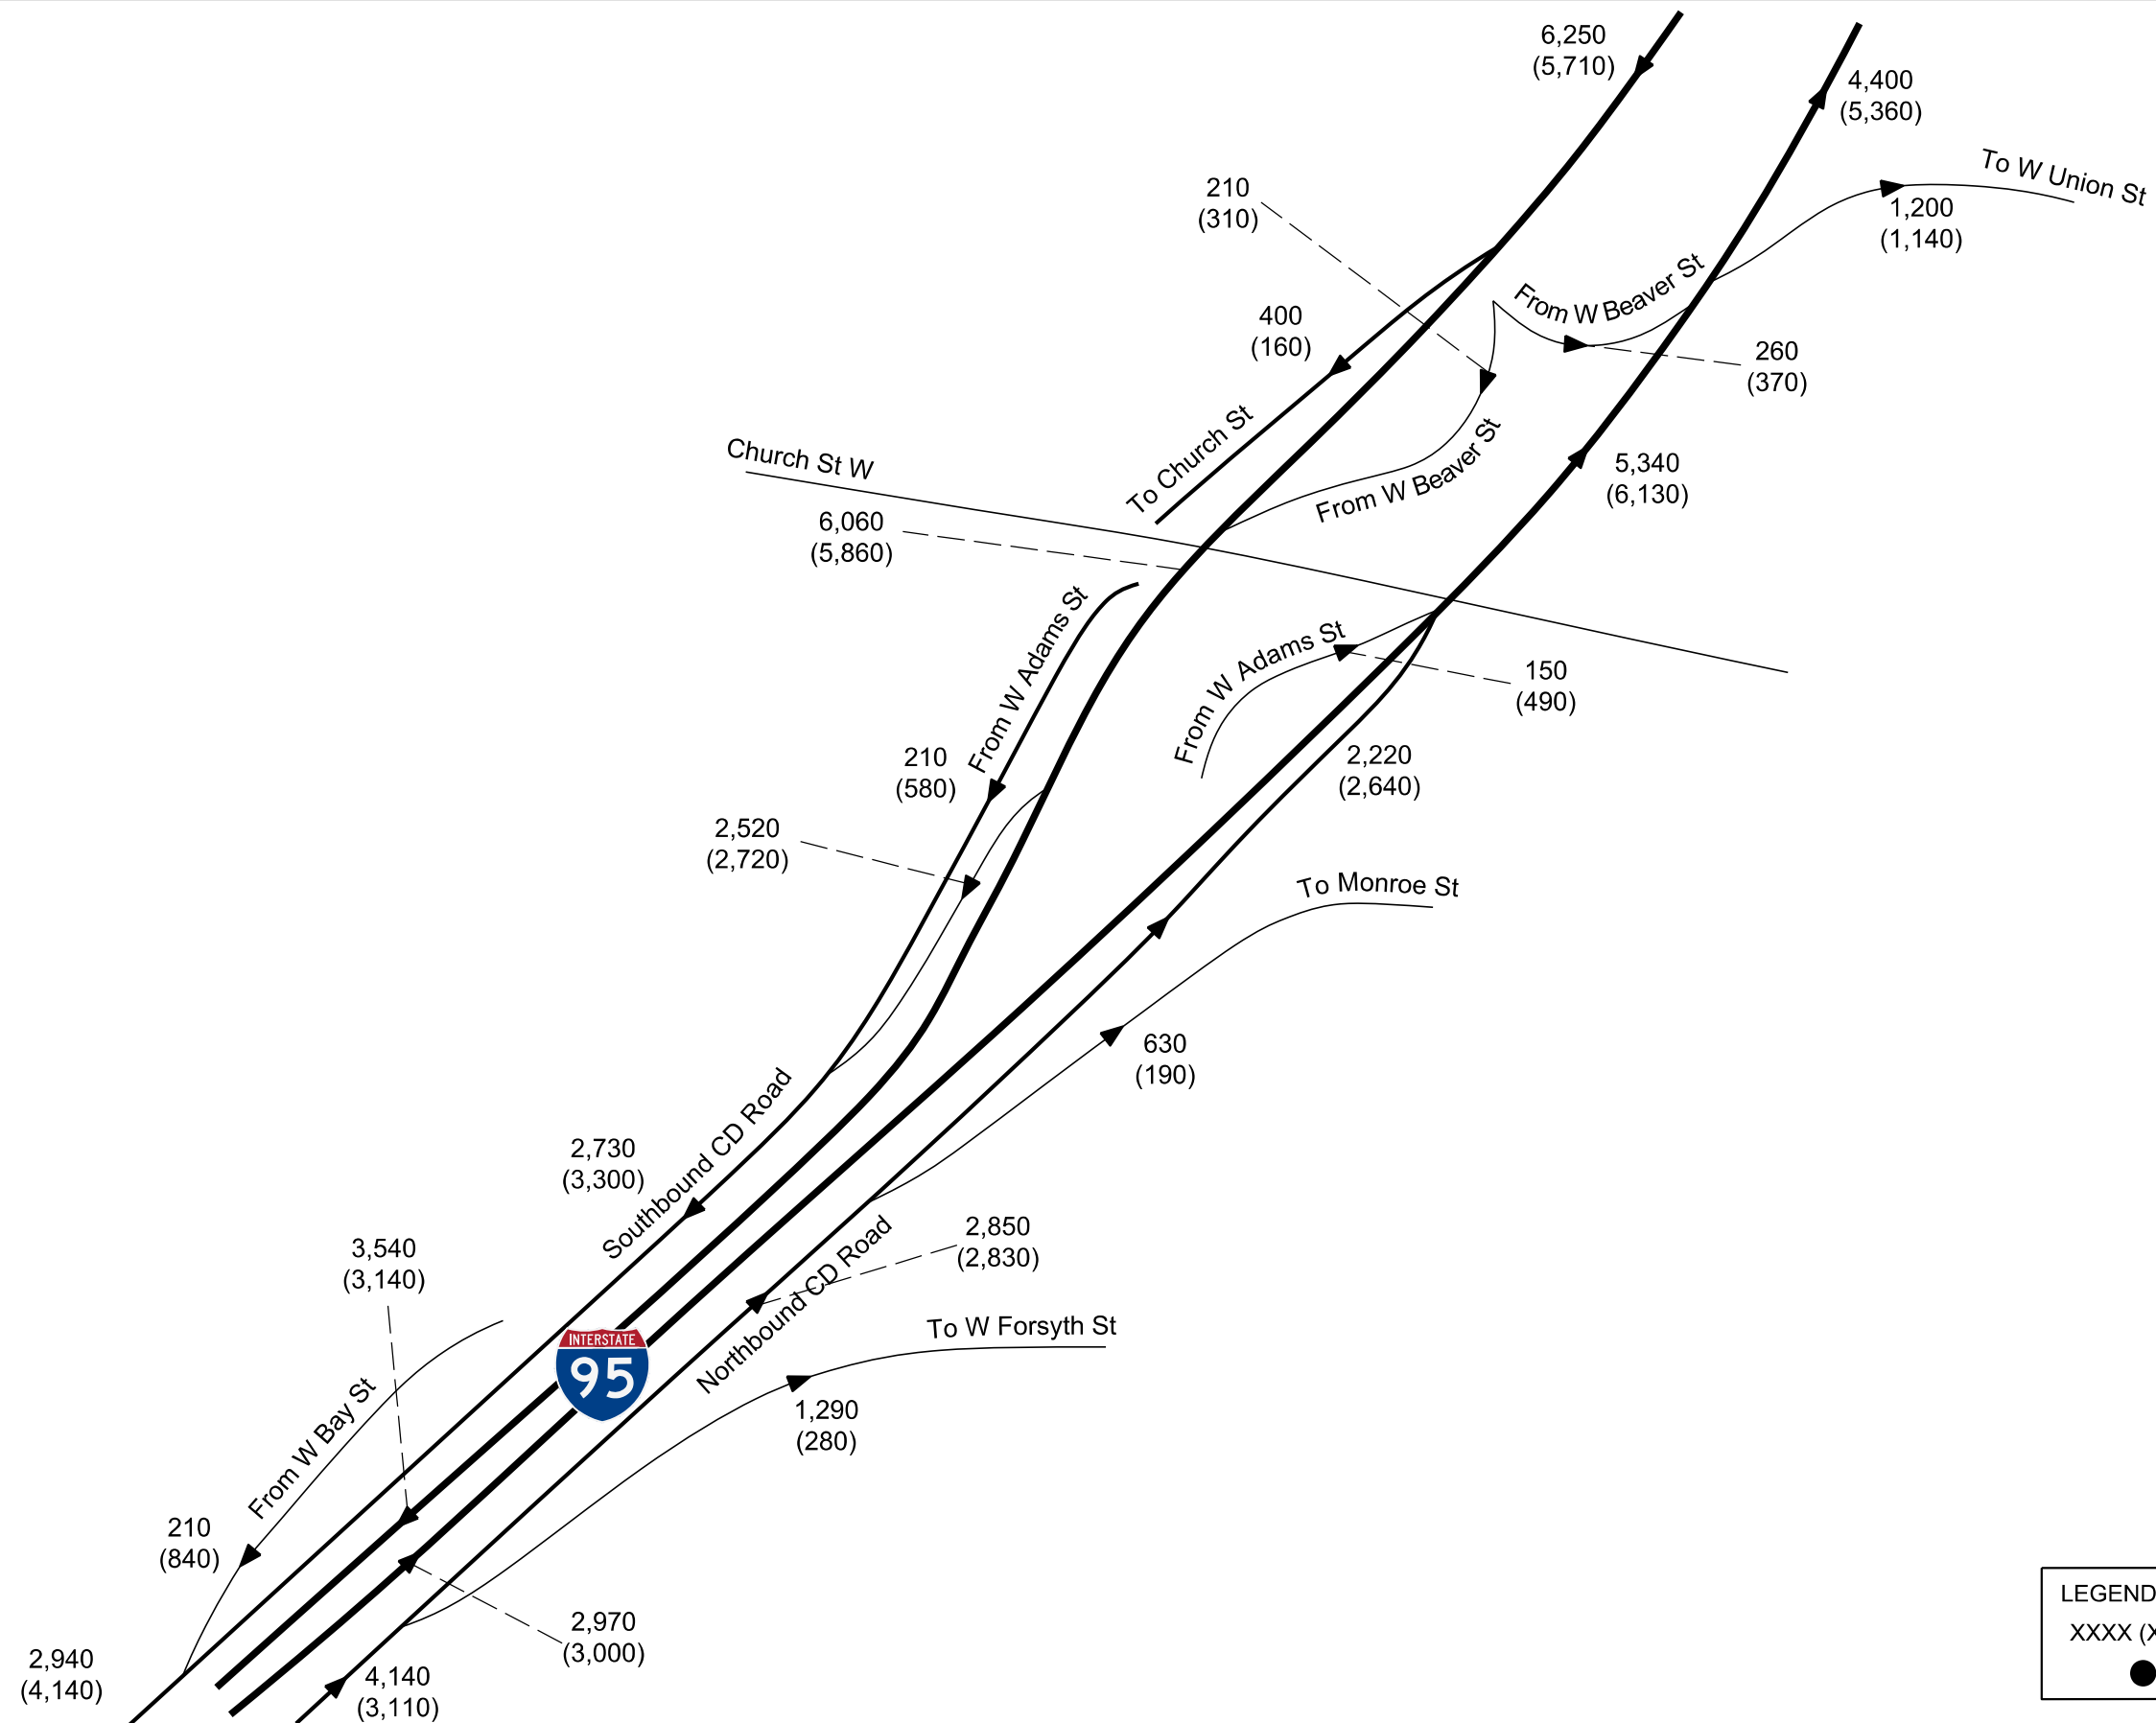 6,250
(5,710)
4,400
(5,360)
To W Union St
1,200
(1,140)
210
(310)
From W Beaver St
400
(160)
260
(370)
To Church St
From W Beaver St
5,340
(6,130)
Church St W
6,060
(5,860)
From W Adams St
From W Adams St
150
(490)
210
(580)
2,220
(2,640)
2,520
(2,720)
To Monroe St
630
(190)
Southbound CD Road
2,730
(3,300)
2,850
(2,830)
Northbound CD Road
3,540
(3,140)
To W Forsyth St
INTERSTATE
95
1,290
(280)
From W Bay St
210
(840)
2,970
(3,000)
2,940
(4,140)
4,140
(3,110)
LEGEND
XXXX (X